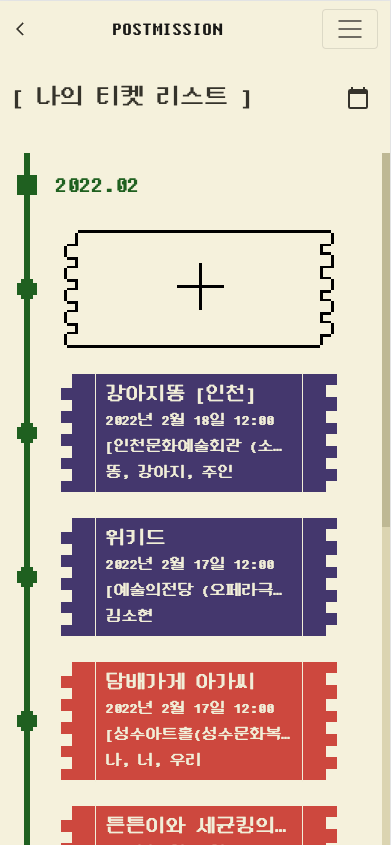 POSTMISSION
[ 나의 티켓 리스트 ]
2022.02
강아지똥 [인천]
2022년 2월 18일 12:00
[인천문화예술회관 (소…
똥, 강아지, 주인
위키드
2022년 2월 17일 12:00
[예술의전당 (오페라극…
김소현
담배가게 아가씨
2022년 2월 17일 12:00
[성수아트홀(성수문화복…
나, 너, 우리
튼튼이와 세균킹의…